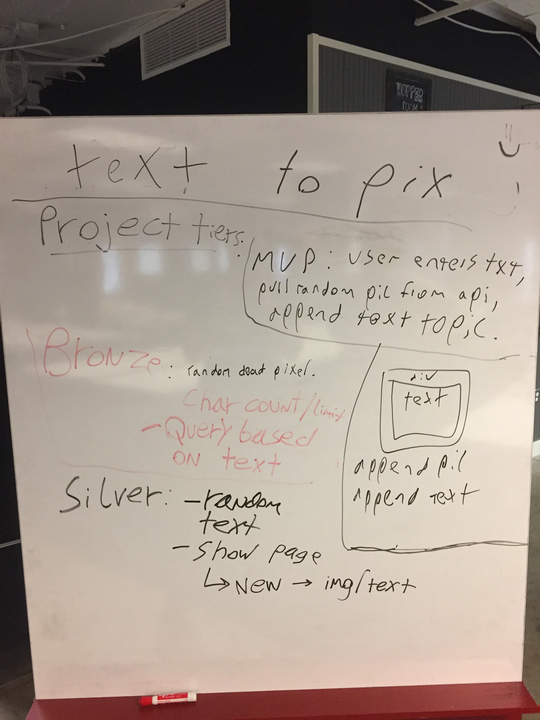 text to pix
Project tiers:
MVP: user enters txt,
pull random pic from api,
append text to pic.
Bronze: random dead pixel.
Char count/limit
- Query based
on text
div
text
append pic
append text
Silver: - random
text
- show page
↳ New → img/text